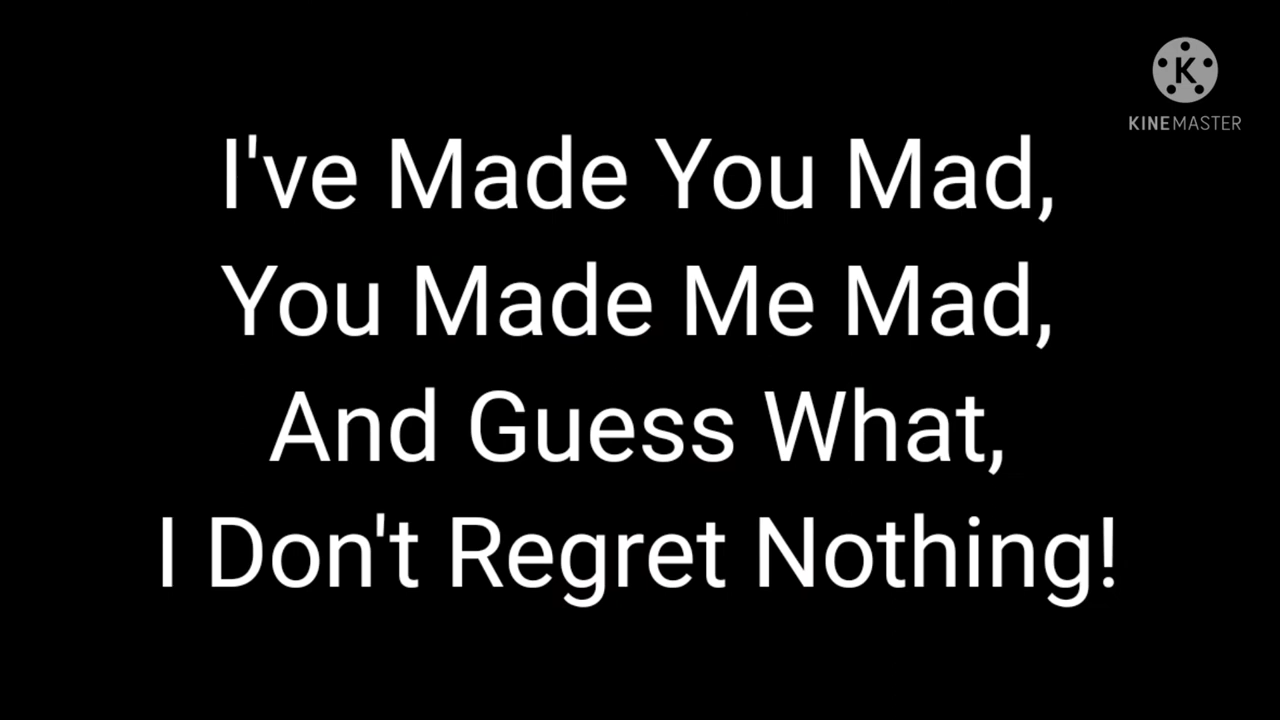 K
KINEMASTER
I've Made You Mad,
You Made Me Mad,
And Guess What,
I Don't Regret Nothing!